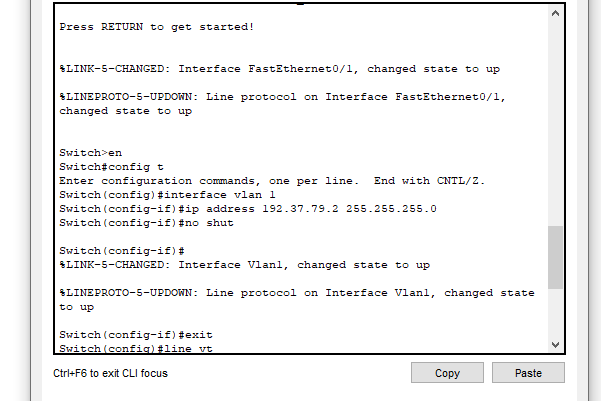 Press RETURN to get started!
%LINK-5-CHANGED: Interface FastEthernet0/1, changed state to up
%LINEPROTO-5-UPDOWN: Line protocol on Interface FastEthernet0/1,
changed state to up
Switch>en
Switch#config t
Enter configuration commands, one per line.  End with CNTL/Z.
Switch(config)#interface vlan 1
Switch(config-if)#ip address 192.37.79.2 255.255.255.0
Switch(config-if)#no shut
Switch(config-if)#
%LINK-5-CHANGED: Interface Vlan1, changed state to up
%LINEPROTO-5-UPDOWN: Line protocol on Interface Vlan1, changed state
to up
Switch(config-if)#exit
Switch(config)#line vt
Ctrl+F6 to exit CLI focus
Copy
Paste